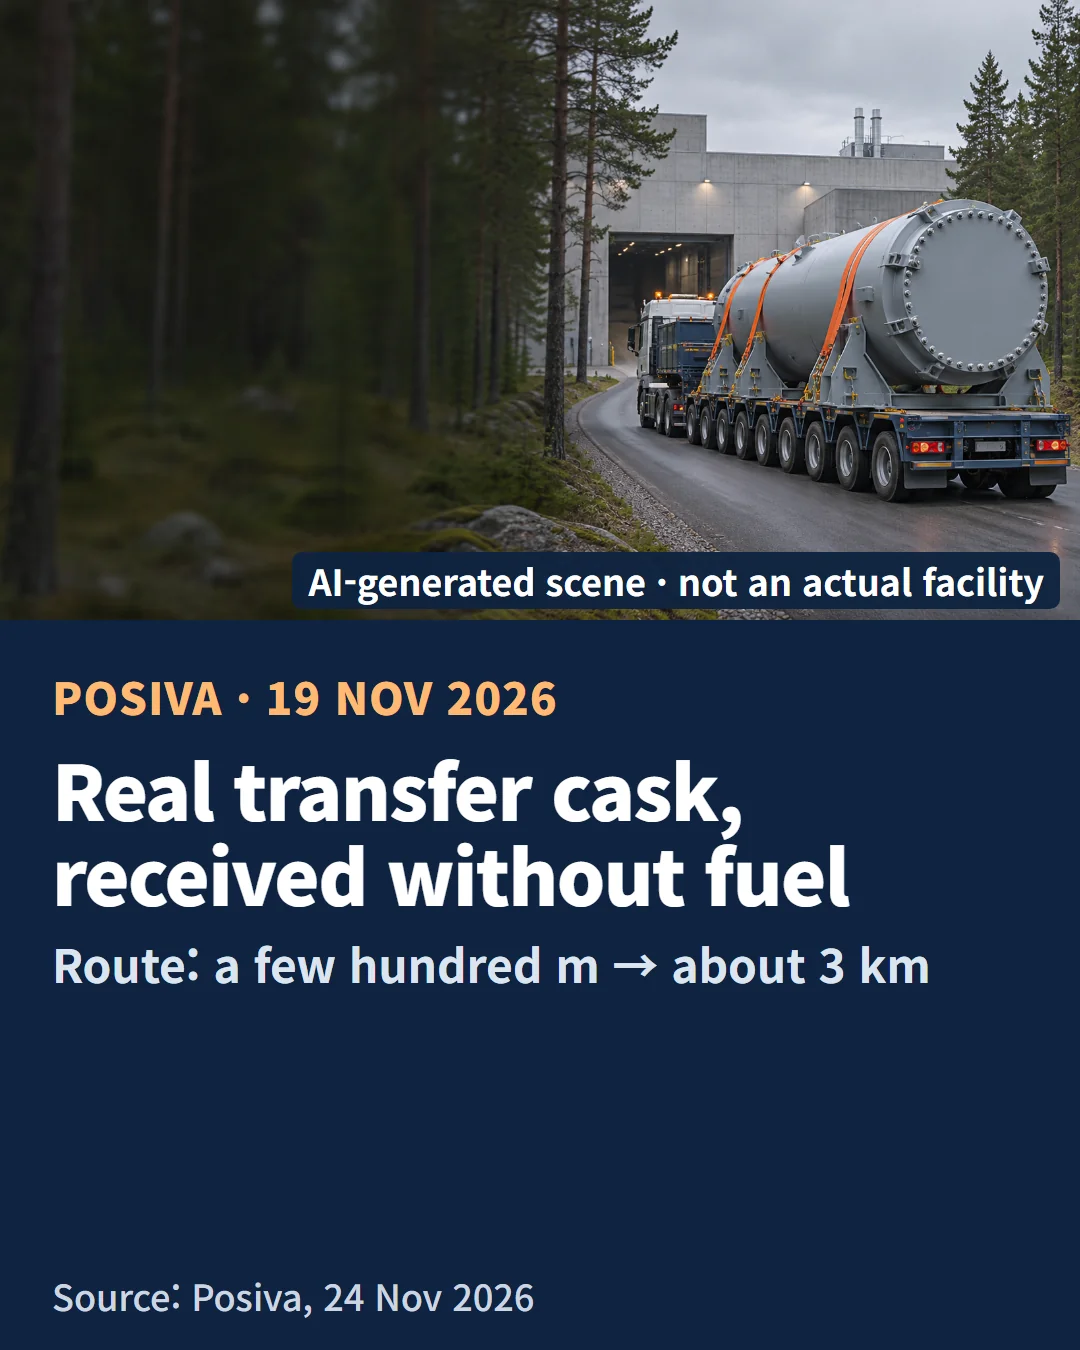 AI-generated scene · not an actual facility
POSIVA · 19 NOV 2026
Real transfer cask,
received without fuel
Route: a few hundred m → about 3 km
Source: Posiva, 24 Nov 2026